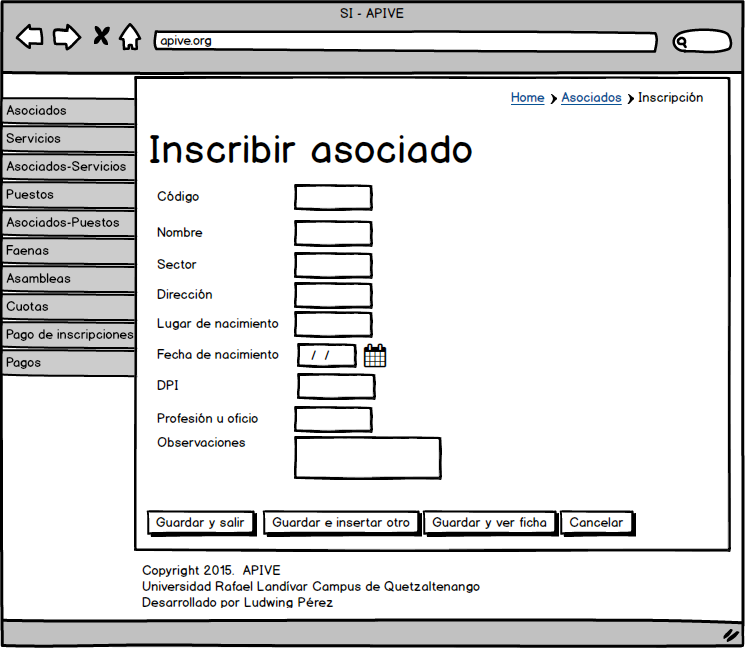 SI - APIVE
apive.org
Home Asociados Inscripción
Asociados
Servicios
Asociados-Servicios
Puestos
Asociados-Puestos
Faenas
Asambleas
Cuotas
Pago de inscripciones
Pagos
Inscribir asociado
Código
Nombre
Sector
Dirección
Lugar de nacimiento
Fecha de nacimiento / /
DPI
Profesión u oficio
Observaciones
Guardar y salir Guardar e insertar otro Guardar y ver ficha Cancelar
Copyright 2015. APIVE
Universidad Rafael Landívar Campus de Quetzaltenango
Desarrollado por Ludwing Pérez